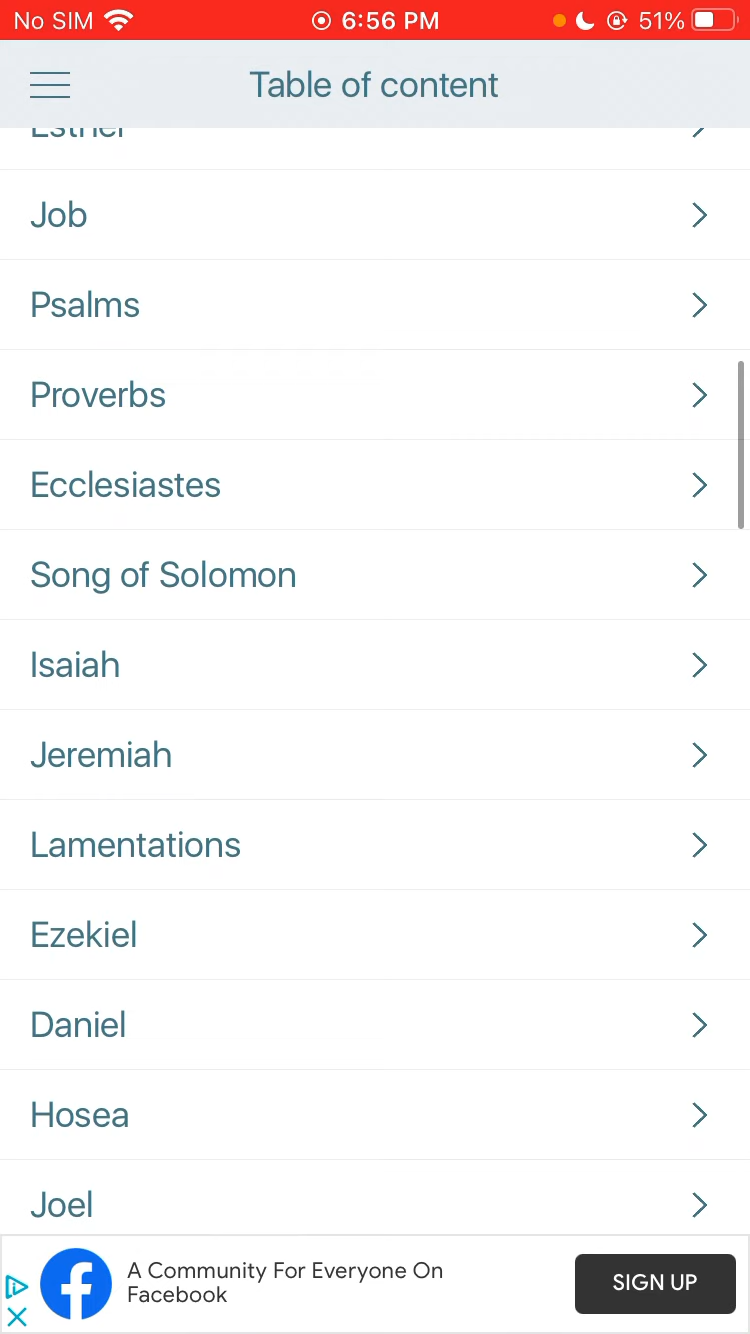 No SIM 6:56 PM 51%
Table of content
Esther
Job
Psalms
Proverbs
Ecclesiastes
Song of Solomon
Isaiah
Jeremiah
Lamentations
Ezekiel
Daniel
Hosea
Joel
A Community For Everyone On
Facebook
SIGN UP